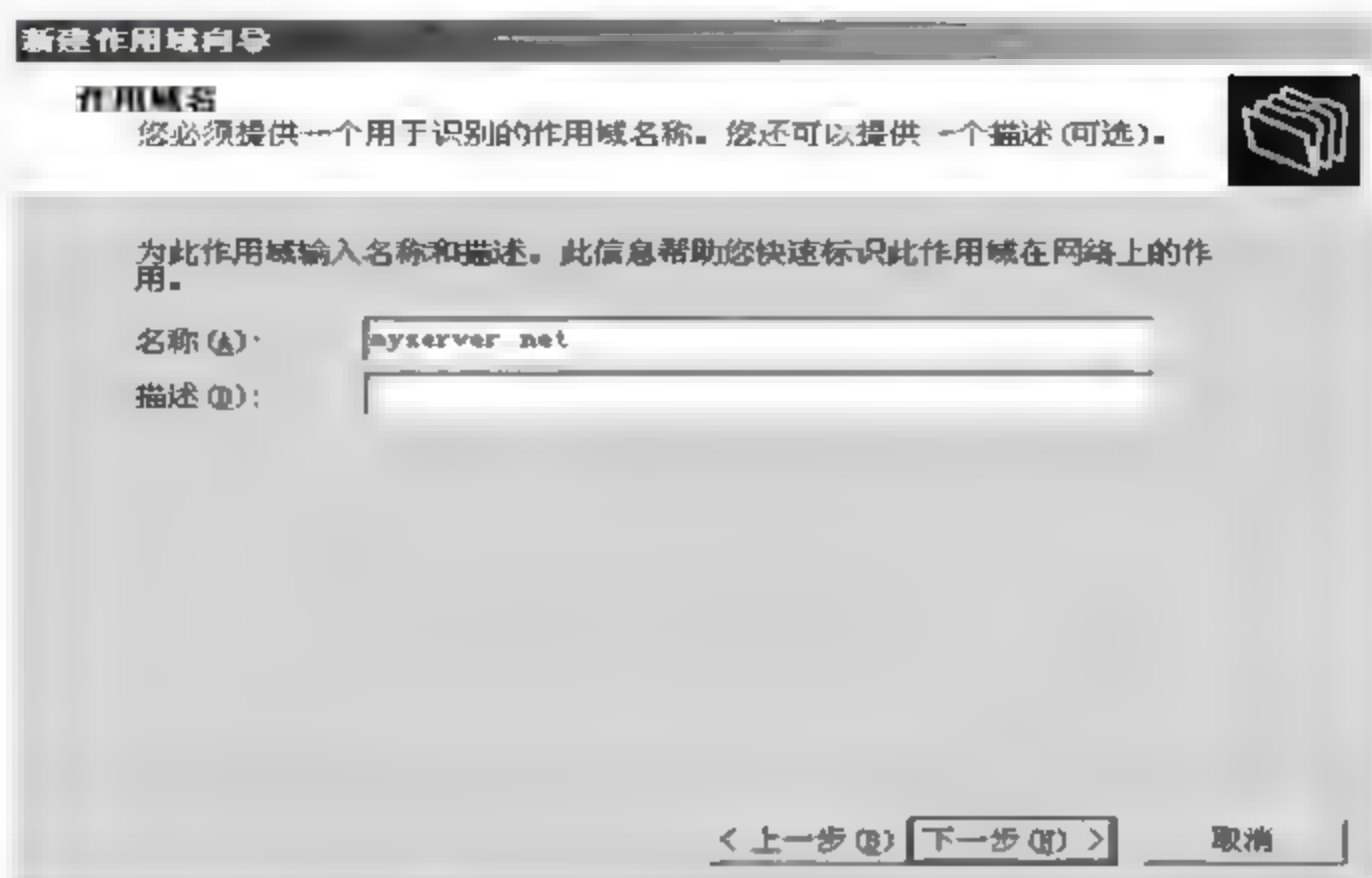 新建作用域向导
作用域名
您必须提供一个用于识别的作用域名称。您还可以提供一个描述(可选)。
为此作用域输入名称和描述。此信息帮助您快速标识此作用域在网络上的作
用。
名称(A):
myserver net
描述(D):
< 上一步(B) 下一步(N) > 取消